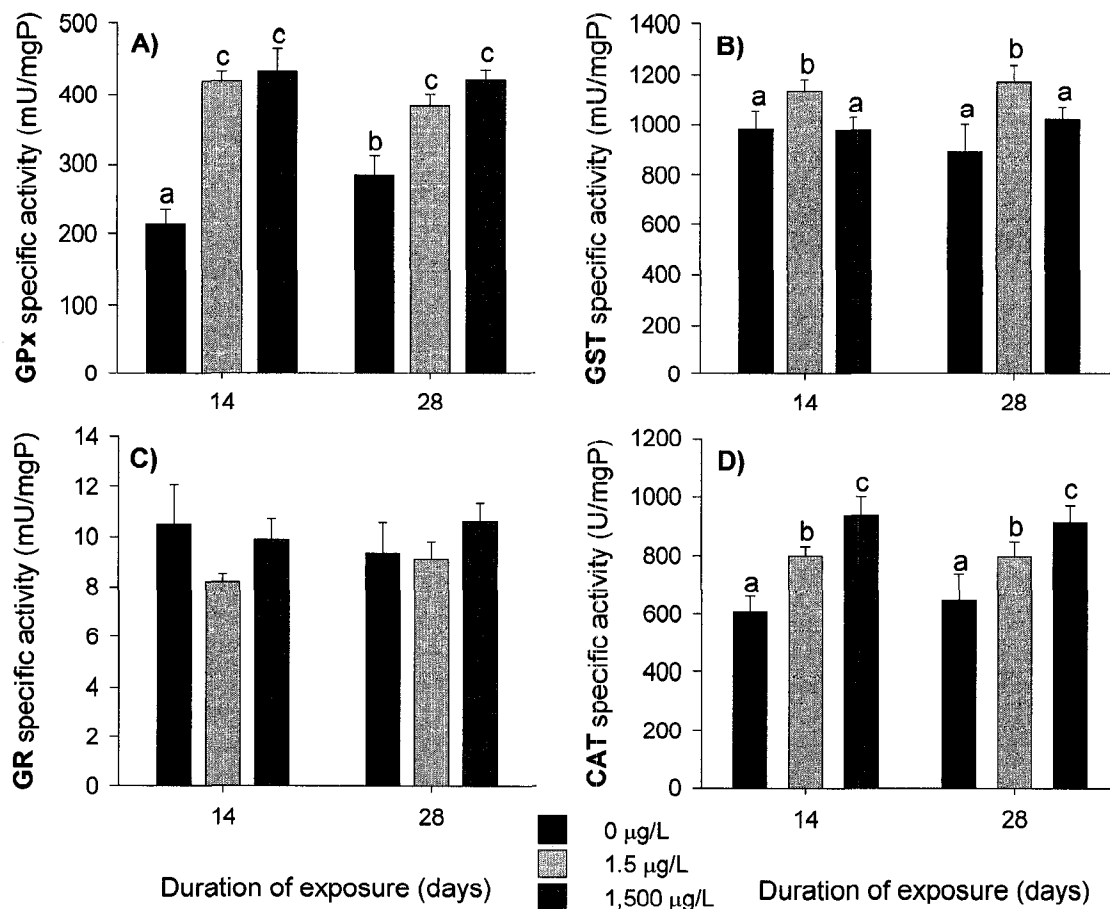 A)
GPx specific activity (mU/mgP)
500
400
300
200
100
0
a
c
c
b
c
c
14
28
B)
GST specific activity (mU/mgP)
1400
1200
1000
800
600
400
200
0
a
b
a
a
b
a
14
28
C)
GR specific activity (mU/mgP)
14
12
10
8
6
4
2
0
14
28
D)
CAT specific activity (U/mgP)
1200
1000
800
600
400
200
0
a
b
c
a
b
c
14
28
Duration of exposure (days)
0 µg/L
1.5 µg/L
1,500 µg/L
Duration of exposure (days)